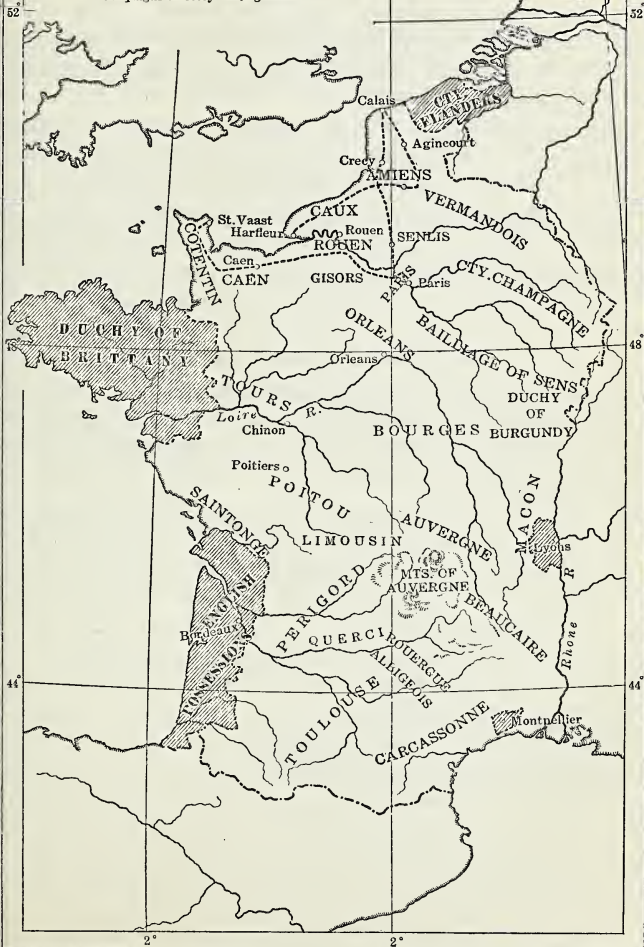 52°
52°
Calais
CTY.
FLANDERS
Agincourt
Crecy
AMIENS
VERMANDOIS
CAUX
St. Vaast
Harfleur
Rouen
ROUEN
SENLIS
COTENTIN
Caen
CAEN
GISORS
PARIS
Paris
CTY. CHAMPAGNE
DUCHY OF
BRITTANY
ORLEANS
BAILLIAGE OF SENS
48
Orleans
DUCHY
OF
BURGUNDY
TOURS
Loire R.
Chinon
BOURGES
Poitiers
POITOU
MACON
SAINTONGE
LIMOUSIN
AUVERGNE
Lyons
MTS. OF
AUVERGNE
ENGLISH
POSSESSION
Bordeaux
PERIGORD
BEAUCAIRE
QUERCI
ROUERGUE
ALBIGEOIS
Rhone R
44°
44°
TOULOUSE
CARCASSONNE
Montpellier
2°
2°